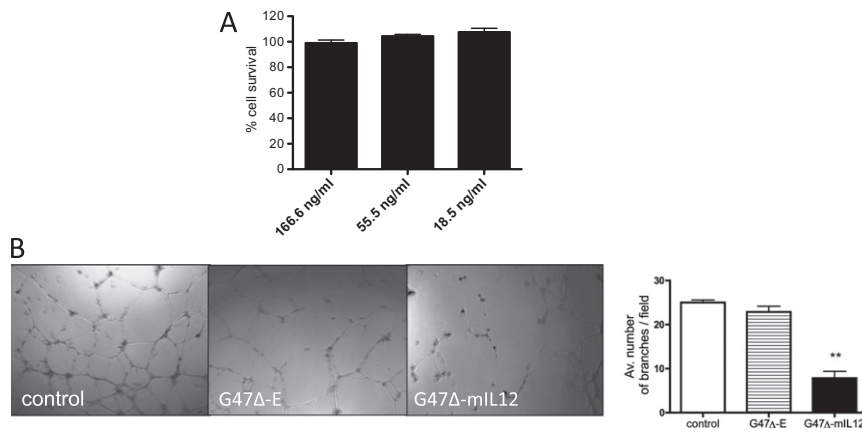 A
% cell survival
120
100
80
60
40
20
0
166.6 ng/ml
55.5 ng/ml
18.5 ng/ml
B
control
G47Δ-E
G47Δ-mIL12
Av. number
of branches / field
30
20
10
0
**
control
G47Δ-E
G47Δ-mIL12